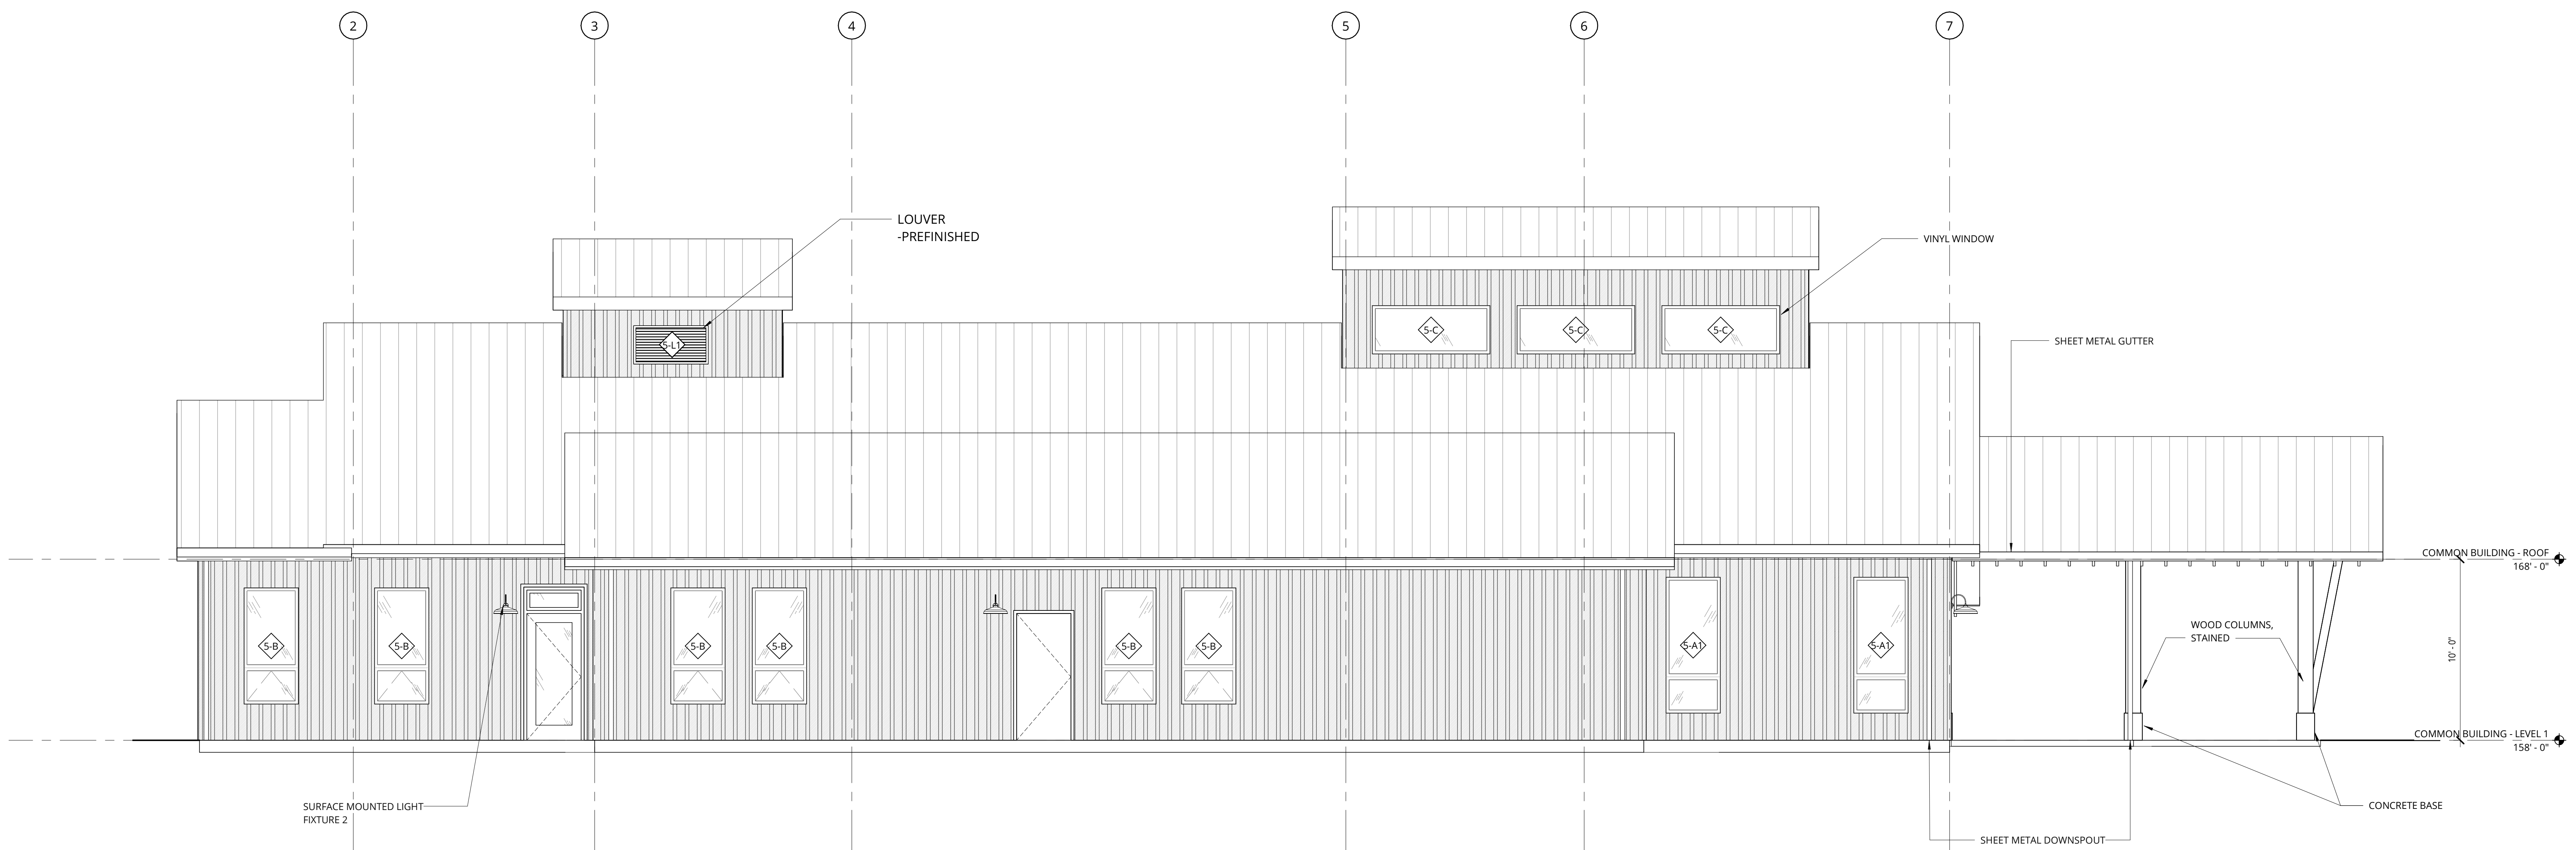 2
3
4
5
6
7
LOUVER
-PREFINISHED
VINYL WINDOW
5-L1
5-C
5-C
5-C
SHEET METAL GUTTER
COMMON BUILDING - ROOF
168' - 0"
5-B
5-B
5-B
5-B
5-B
5-B
5-A1
5-A1
WOOD COLUMNS,
STAINED
10' - 0"
COMMON BUILDING - LEVEL 1
158' - 0"
SURFACE MOUNTED LIGHT
FIXTURE 2
CONCRETE BASE
SHEET METAL DOWNSPOUT